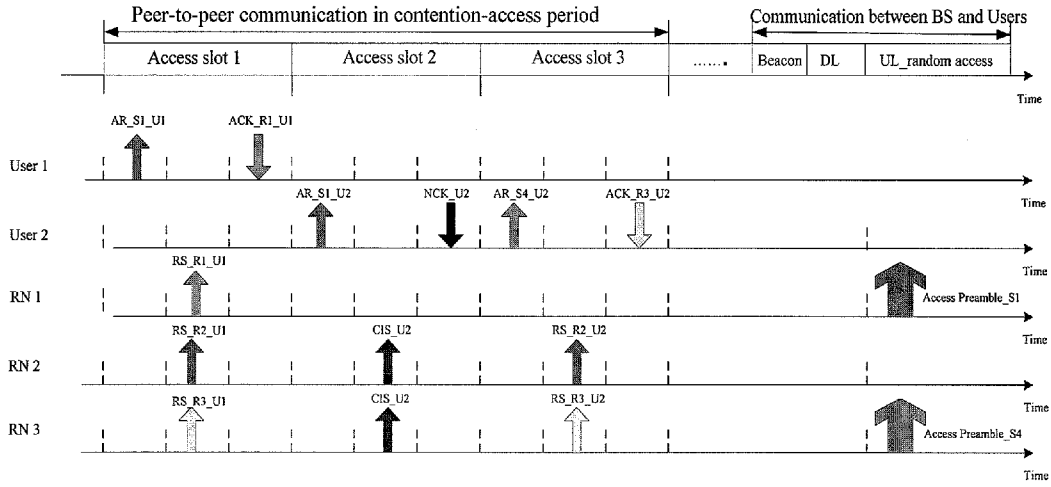 Peer-to-peer communication in contention-access period
Communication between BS and Users
Access slot 1
Access slot 2
Access slot 3
.......
Beacon
DL
UL_random access
Time
AR_S1_U1
ACK_R1_U1
User 1
Time
AR_S1_U2
NCK_U2
AR_S4_U2
ACK_R3_U2
User 2
Time
RS_R1_U1
RN 1
Access Preamble_S1
Time
RS_R2_U1
CIS_U2
RS_R2_U2
RN 2
Time
RS_R3_U1
CIS_U2
RS_R3_U2
RN 3
Access Preamble_S4
Time